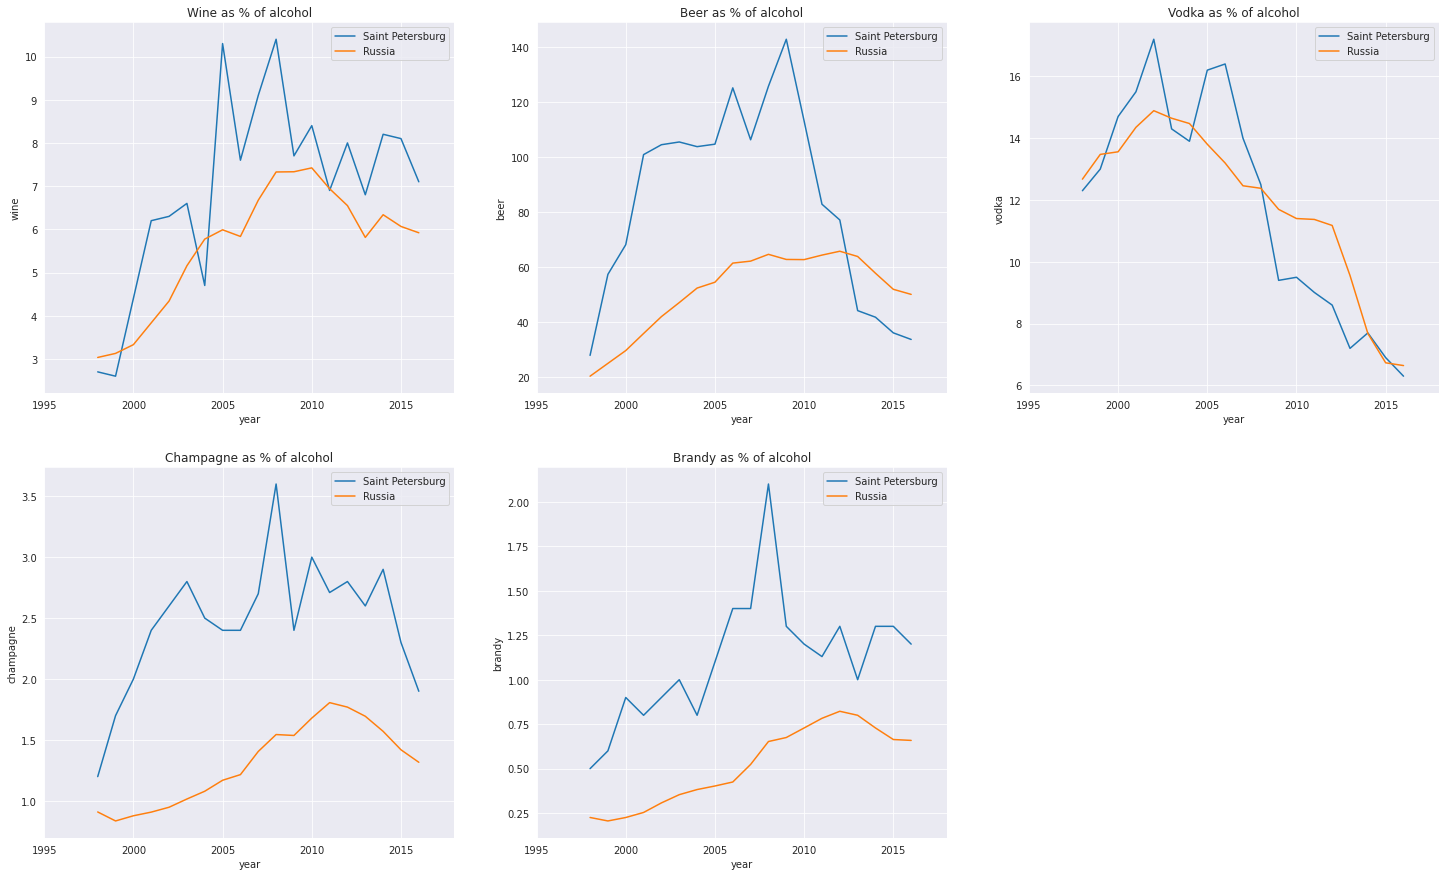 Wine as % of alcohol
Saint Petersburg
Russia
wine
10
9
8
7
6
5
4
3
1995
2000
2005
2010
2015
year
Beer as % of alcohol
Saint Petersburg
Russia
beer
140
120
100
80
60
40
20
1995
2000
2005
2010
2015
year
Vodka as % of alcohol
Saint Petersburg
Russia
vodka
16
14
12
10
8
6
1995
2000
2005
2010
2015
year
Champagne as % of alcohol
Saint Petersburg
Russia
champagne
3.5
3.0
2.5
2.0
1.5
1.0
1995
2000
2005
2010
2015
year
Brandy as % of alcohol
Saint Petersburg
Russia
brandy
2.00
1.75
1.50
1.25
1.00
0.75
0.50
0.25
1995
2000
2005
2010
2015
year